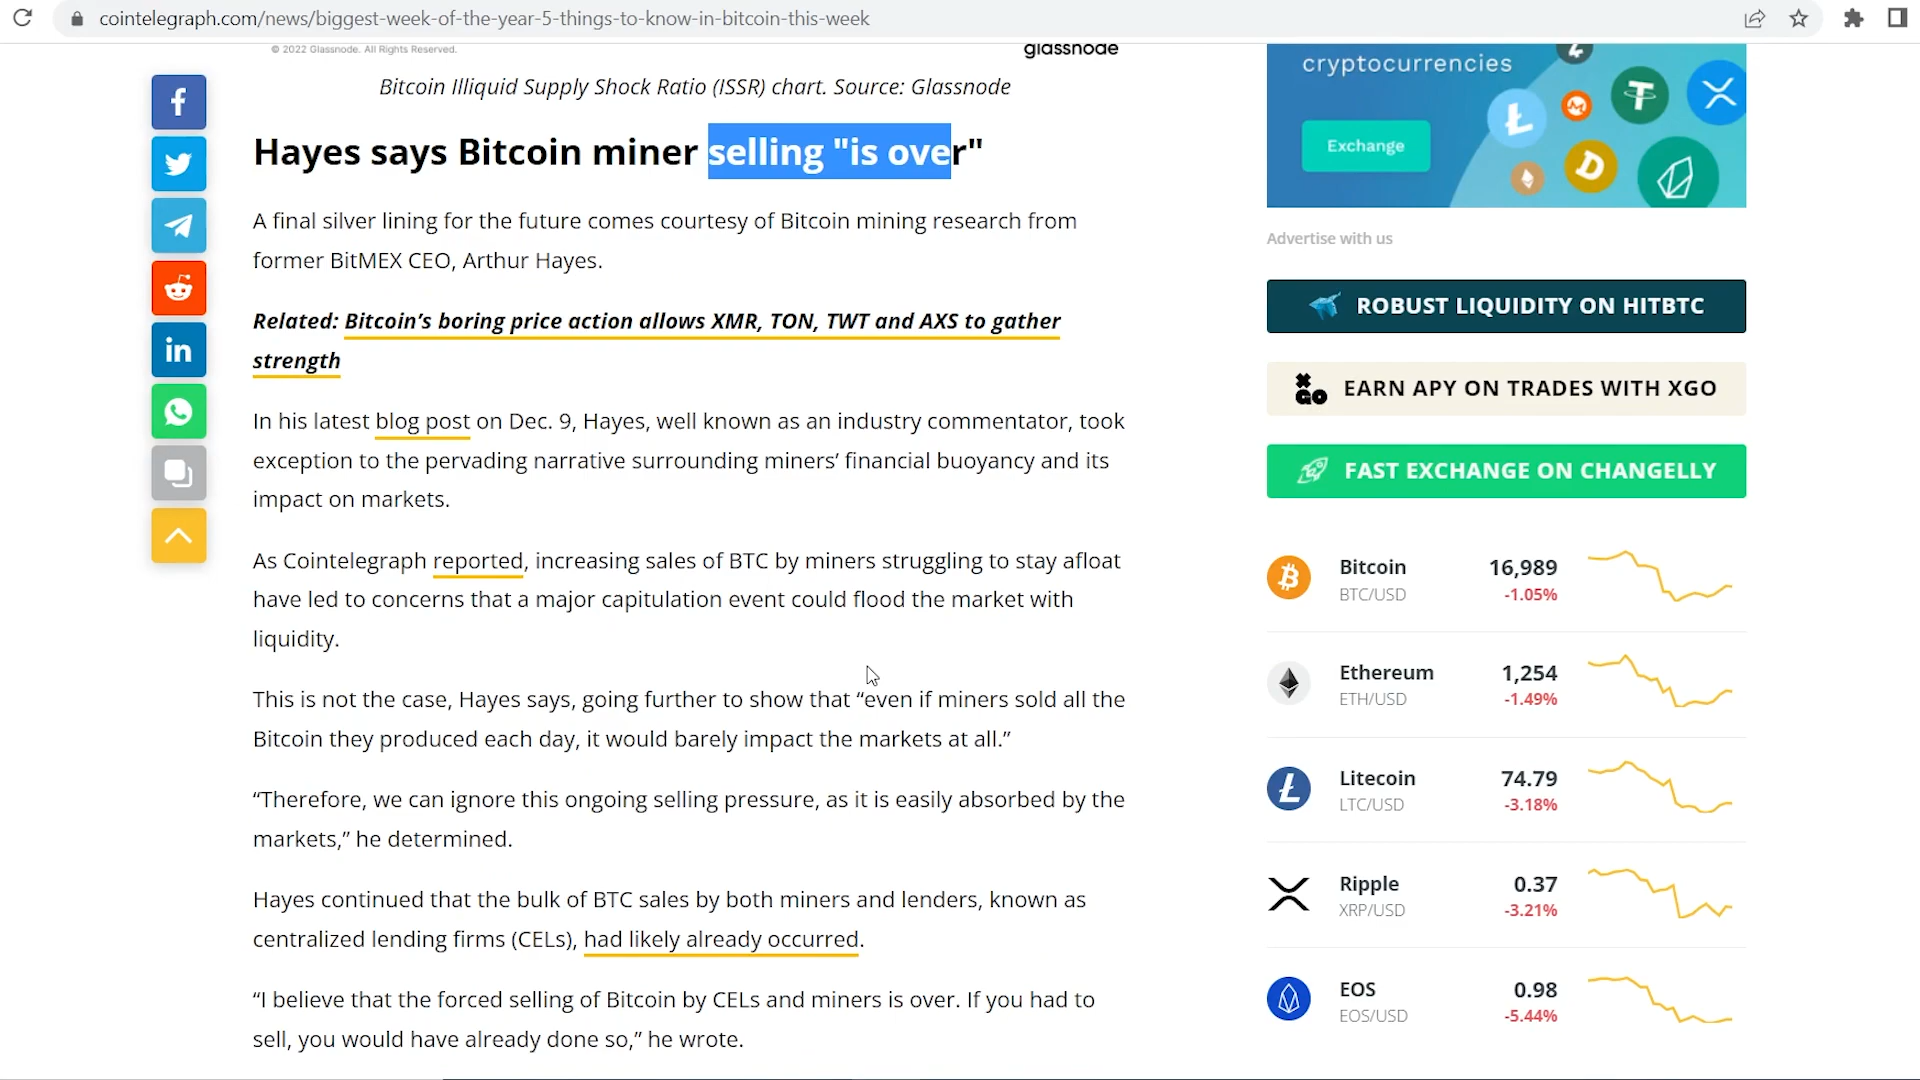 cointelegraph.com/news/biggest-week-of-the-year-5-things-to-know-in-bitcoin-this-week
© 2022 Glassnode. All Rights Reserved.
glassnode
Bitcoin Illiquid Supply Shock Ratio (ISSR) chart. Source: Glassnode
Hayes says Bitcoin miner selling "is over"
A final silver lining for the future comes courtesy of Bitcoin mining research from
former BitMEX CEO, Arthur Hayes.
Related: Bitcoin’s boring price action allows XMR, TON, TWT and AXS to gather
strength
In his latest blog post on Dec. 9, Hayes, well known as an industry commentator, took
exception to the pervading narrative surrounding miners’ financial buoyancy and its
impact on markets.
As Cointelegraph reported, increasing sales of BTC by miners struggling to stay afloat
have led to concerns that a major capitulation event could flood the market with
liquidity.
This is not the case, Hayes says, going further to show that “even if miners sold all the
Bitcoin they produced each day, it would barely impact the markets at all.”
“Therefore, we can ignore this ongoing selling pressure, as it is easily absorbed by the
markets,” he determined.
Hayes continued that the bulk of BTC sales by both miners and lenders, known as
centralized lending firms (CELs), had likely already occurred.
“I believe that the forced selling of Bitcoin by CELs and miners is over. If you had to
sell, you would have already done so,” he wrote.
cryptocurrencies
Exchange
Advertise with us
ROBUST LIQUIDITY ON HITBTC
EARN APY ON TRADES WITH XGO
FAST EXCHANGE ON CHANGELLY
Bitcoin 16,989
BTC/USD -1.05%
Ethereum 1,254
ETH/USD -1.49%
Litecoin 74.79
LTC/USD -3.18%
Ripple 0.37
XRP/USD -3.21%
EOS 0.98
EOS/USD -5.44%